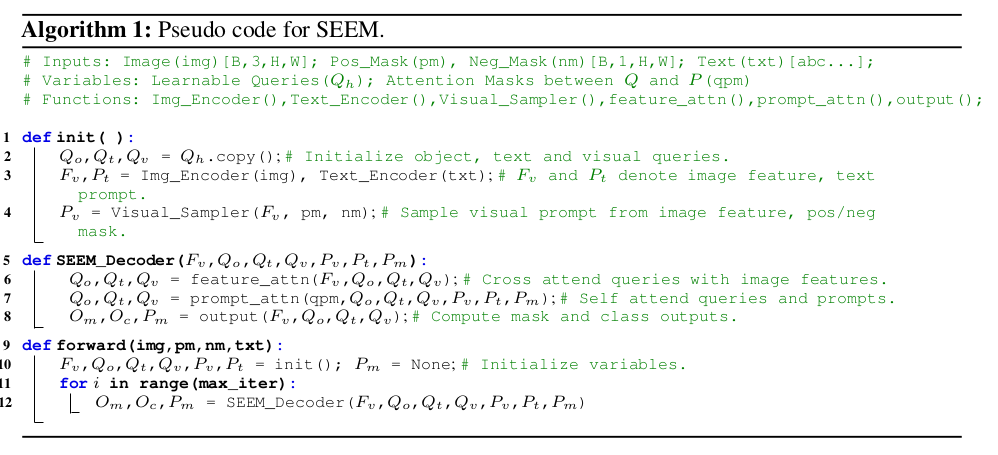 Algorithm 1: Pseudo code for SEEM.
# Inputs: Image(img)[B,3,H,W]; Pos_Mask(pm), Neg_Mask(nm)[B,1,H,W]; Text(txt)[abc...];
# Variables: Learnable Queries(Q_h); Attention Masks between Q and P(qpm)
# Functions: Img_Encoder(),Text_Encoder(),Visual_Sampler(),feature_attn(),prompt_attn(),output();
1 def init( ):
2 Q_o,Q_t,Q_v = Q_h.copy();# Initialize object, text and visual queries.
3 F_v,P_t = Img_Encoder(img), Text_Encoder(txt);# F_v and P_t denote image feature, text
prompt.
4 P_v = Visual_Sampler(F_v, pm, nm);# Sample visual prompt from image feature, pos/neg
mask.
5 def SEEM_Decoder(F_v,Q_o,Q_t,Q_v,P_v,P_t,P_m):
6 Q_o,Q_t,Q_v = feature_attn(F_v,Q_o,Q_t,Q_v);# Cross attend queries with image features.
7 Q_o,Q_t,Q_v = prompt_attn(qpm,Q_o,Q_t,Q_v,P_v,P_t,P_m);# Self attend queries and prompts.
8 O_m,O_c,P_m = output(F_v,Q_o,Q_t,Q_v);# Compute mask and class outputs.
9 def forward(img,pm,nm,txt):
10 F_v,Q_o,Q_t,Q_v,P_v,P_t = init(); P_m = None;# Initialize variables.
11 for i in range(max_iter):
12 O_m,O_c,P_m = SEEM_Decoder(F_v,Q_o,Q_t,Q_v,P_v,P_t,P_m)